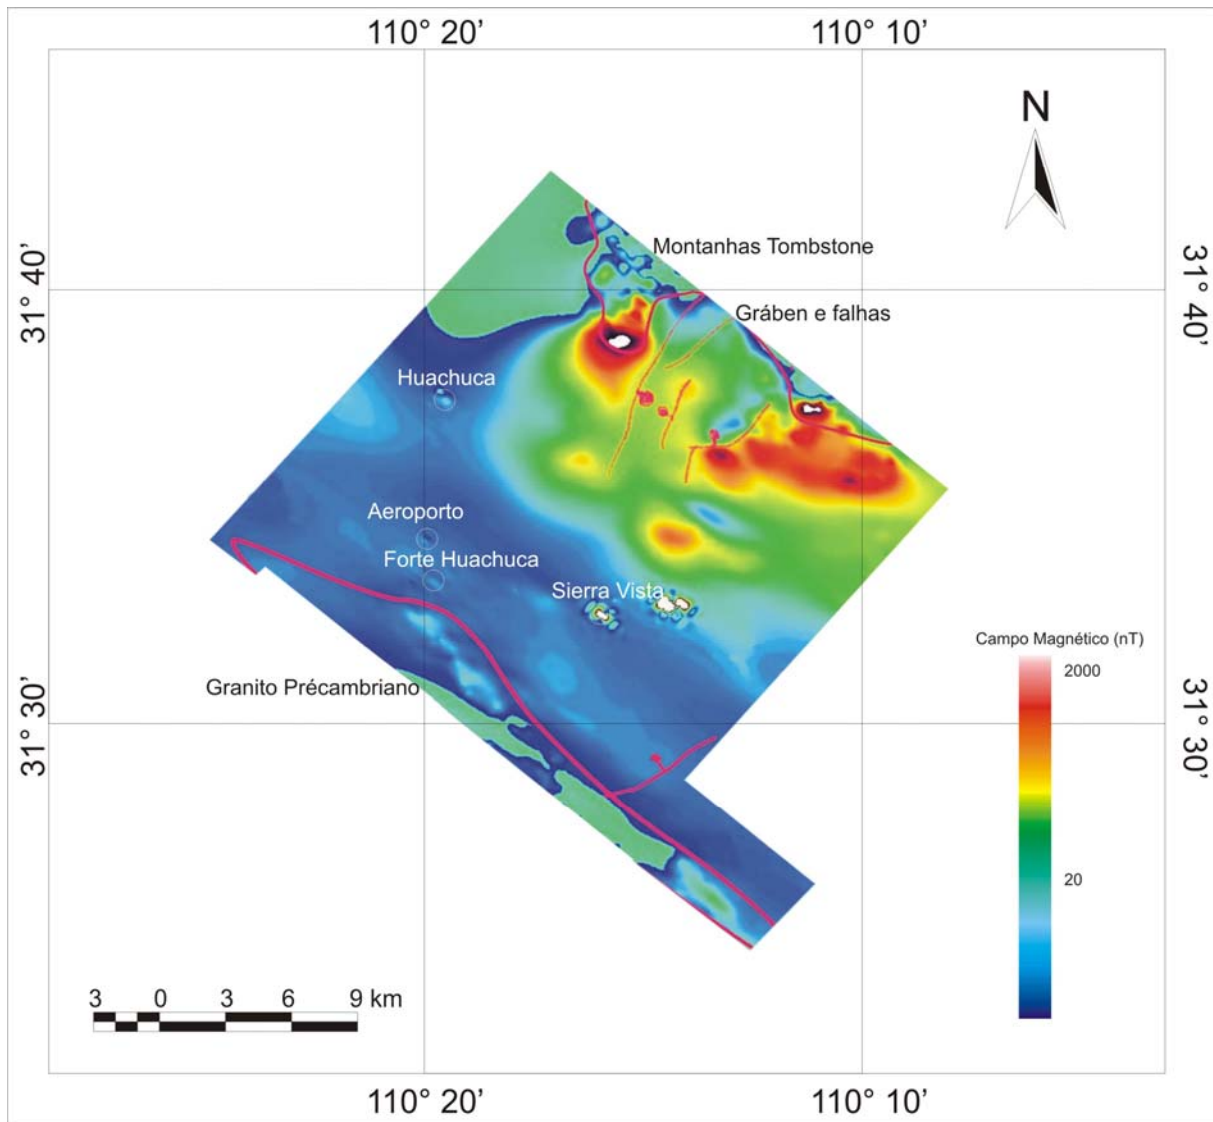 110° 20’ 110° 10’
N
Montanhas Tombstone
31° 40’
31° 40’
Gráben e falhas
Huachuca
Aeroporto
Forte Huachuca
Sierra Vista
Campo Magnético (nT)
2000
Granito Précambriano
31° 30’
31° 30’
20
3 0 3 6 9 km
110° 20’ 110° 10’